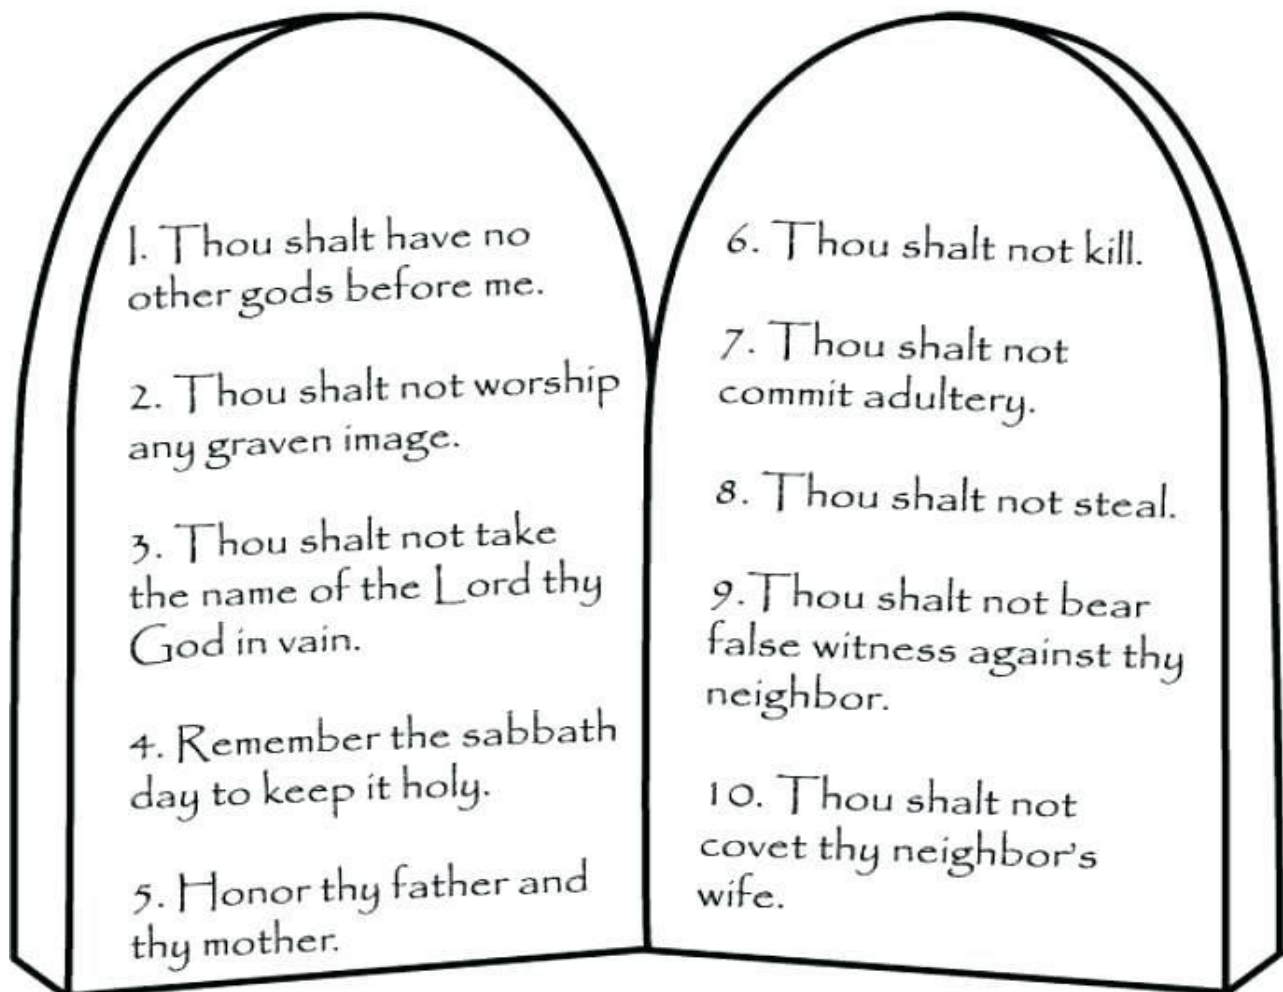 1. Thou shalt have no
other gods before me.
2. Thou shalt not worship
any graven image.
3. Thou shalt not take
the name of the Lord thy
God in vain.
4. Remember the sabbath
day to keep it holy.
5. Honor thy father and
thy mother.
6. Thou shalt not kill.
7. Thou shalt not
commit adultery.
8. Thou shalt not steal.
9.Thou shalt not bear
false witness against thy
neighbor.
10. Thou shalt not
covet thy neighbor's
wife.